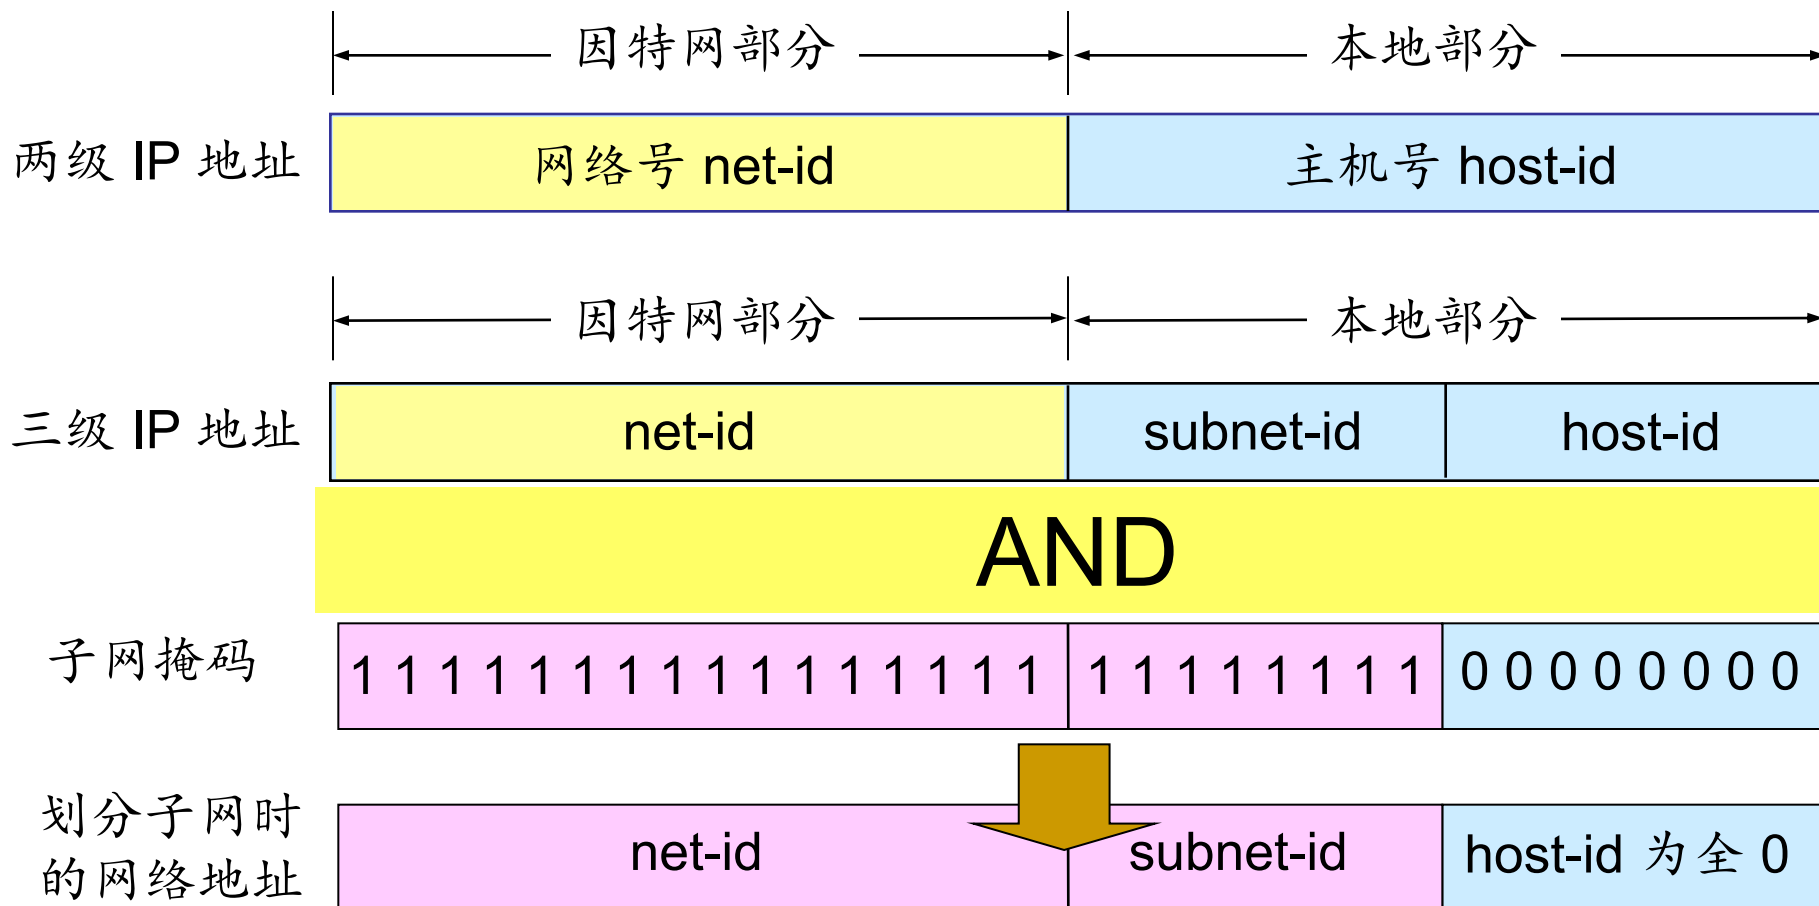 因特网部分 本地部分
两级 IP 地址 网络号 net-id 主机号 host-id
因特网部分 本地部分
三级 IP 地址 net-id subnet-id host-id
AND
子网掩码 1 1 1 1 1 1 1 1 1 1 1 1 1 1 1 1 1 1 1 1 1 1 1 1 0 0 0 0 0 0 0 0
划分子网时
的网络地址 net-id subnet-id host-id 为全 0